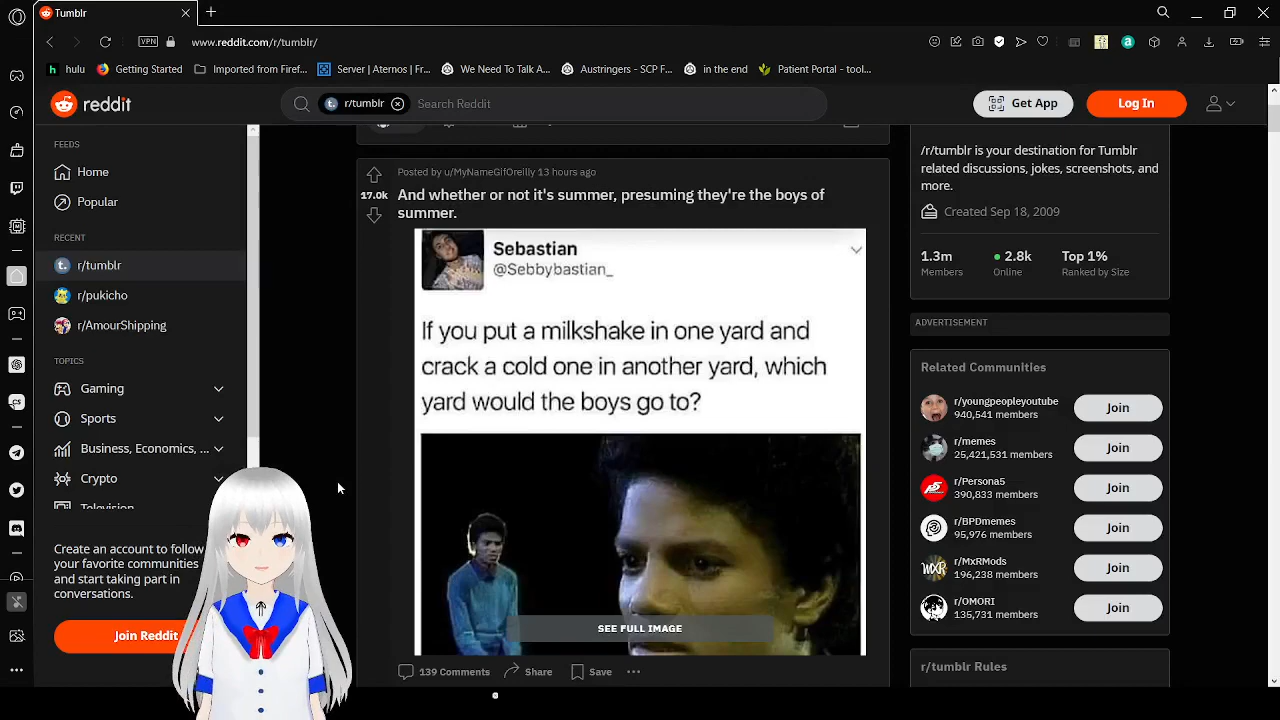 Tumblr
VPN
www.reddit.com/r/tumblr/
hulu
Getting Started
Imported from Firef...
Server | Aternos | Fr...
We Need To Talk A...
Austringers - SCP F...
in the end
Patient Portal - tool...
reddit
r/tumblr
Search Reddit
Get App
Log In
FEEDS
Home
Popular
RECENT
r/tumblr
r/pukicho
r/AmourShipping
TOPICS
Gaming
Sports
Business, Economics, ...
Crypto
Television
Create an account to follow
your favorite communities
and start taking part in
conversations.
Join Reddit
17.0k
Posted by u/MyNameGifOreilly 13 hours ago
And whether or not it's summer, presuming they're the boys of
summer.
Sebastian
@Sebbybastian_
If you put a milkshake in one yard and
crack a cold one in another yard, which
yard would the boys go to?
SEE FULL IMAGE
139 Comments
Share
Save
/r/tumblr is your destination for Tumblr
related discussions, jokes, screenshots, and
more.
Created Sep 18, 2009
1.3m
Members
2.8k
Online
Top 1%
Ranked by Size
ADVERTISEMENT
Related Communities
r/youngpeopleyoutube
940,541 members
Join
r/memes
25,421,531 members
Join
r/Persona5
390,833 members
Join
r/BPDmemes
95,976 members
Join
r/MxRMods
196,238 members
Join
r/OMORI
135,731 members
Join
r/tumblr Rules